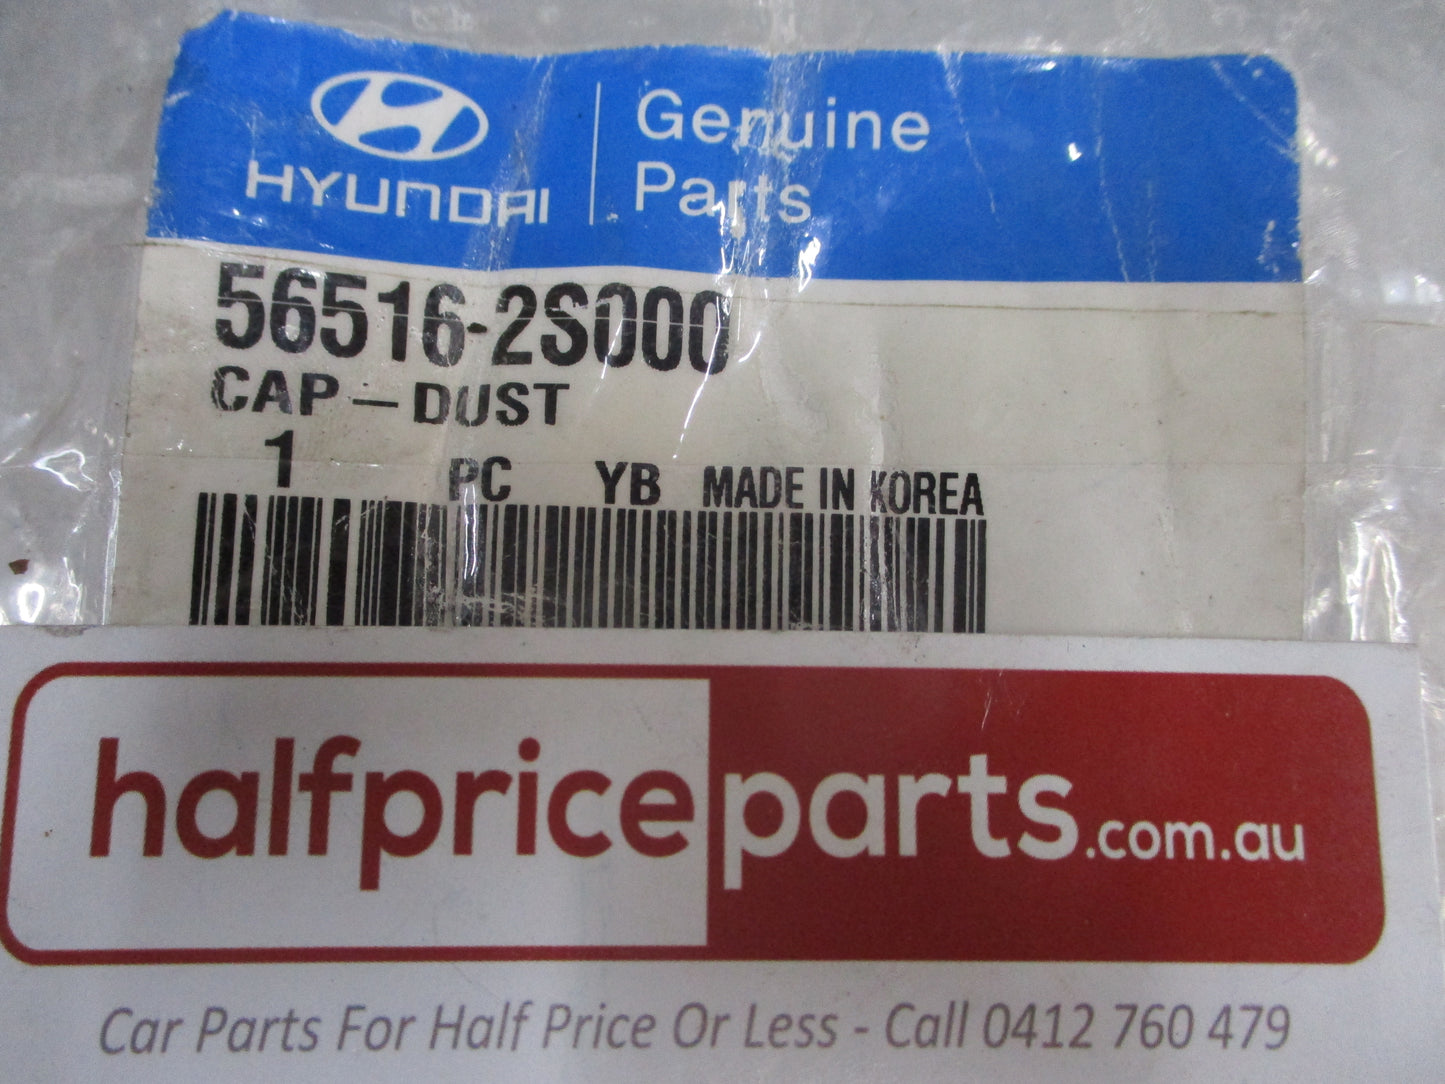 HYUNDAI
Genuine
Parts
56516-2S000
CAP-DUST
1 PC YB MADE IN KOREA
halfpriceparts.com.au
Car Parts For Half Price Or Less - Call 0412 760 479